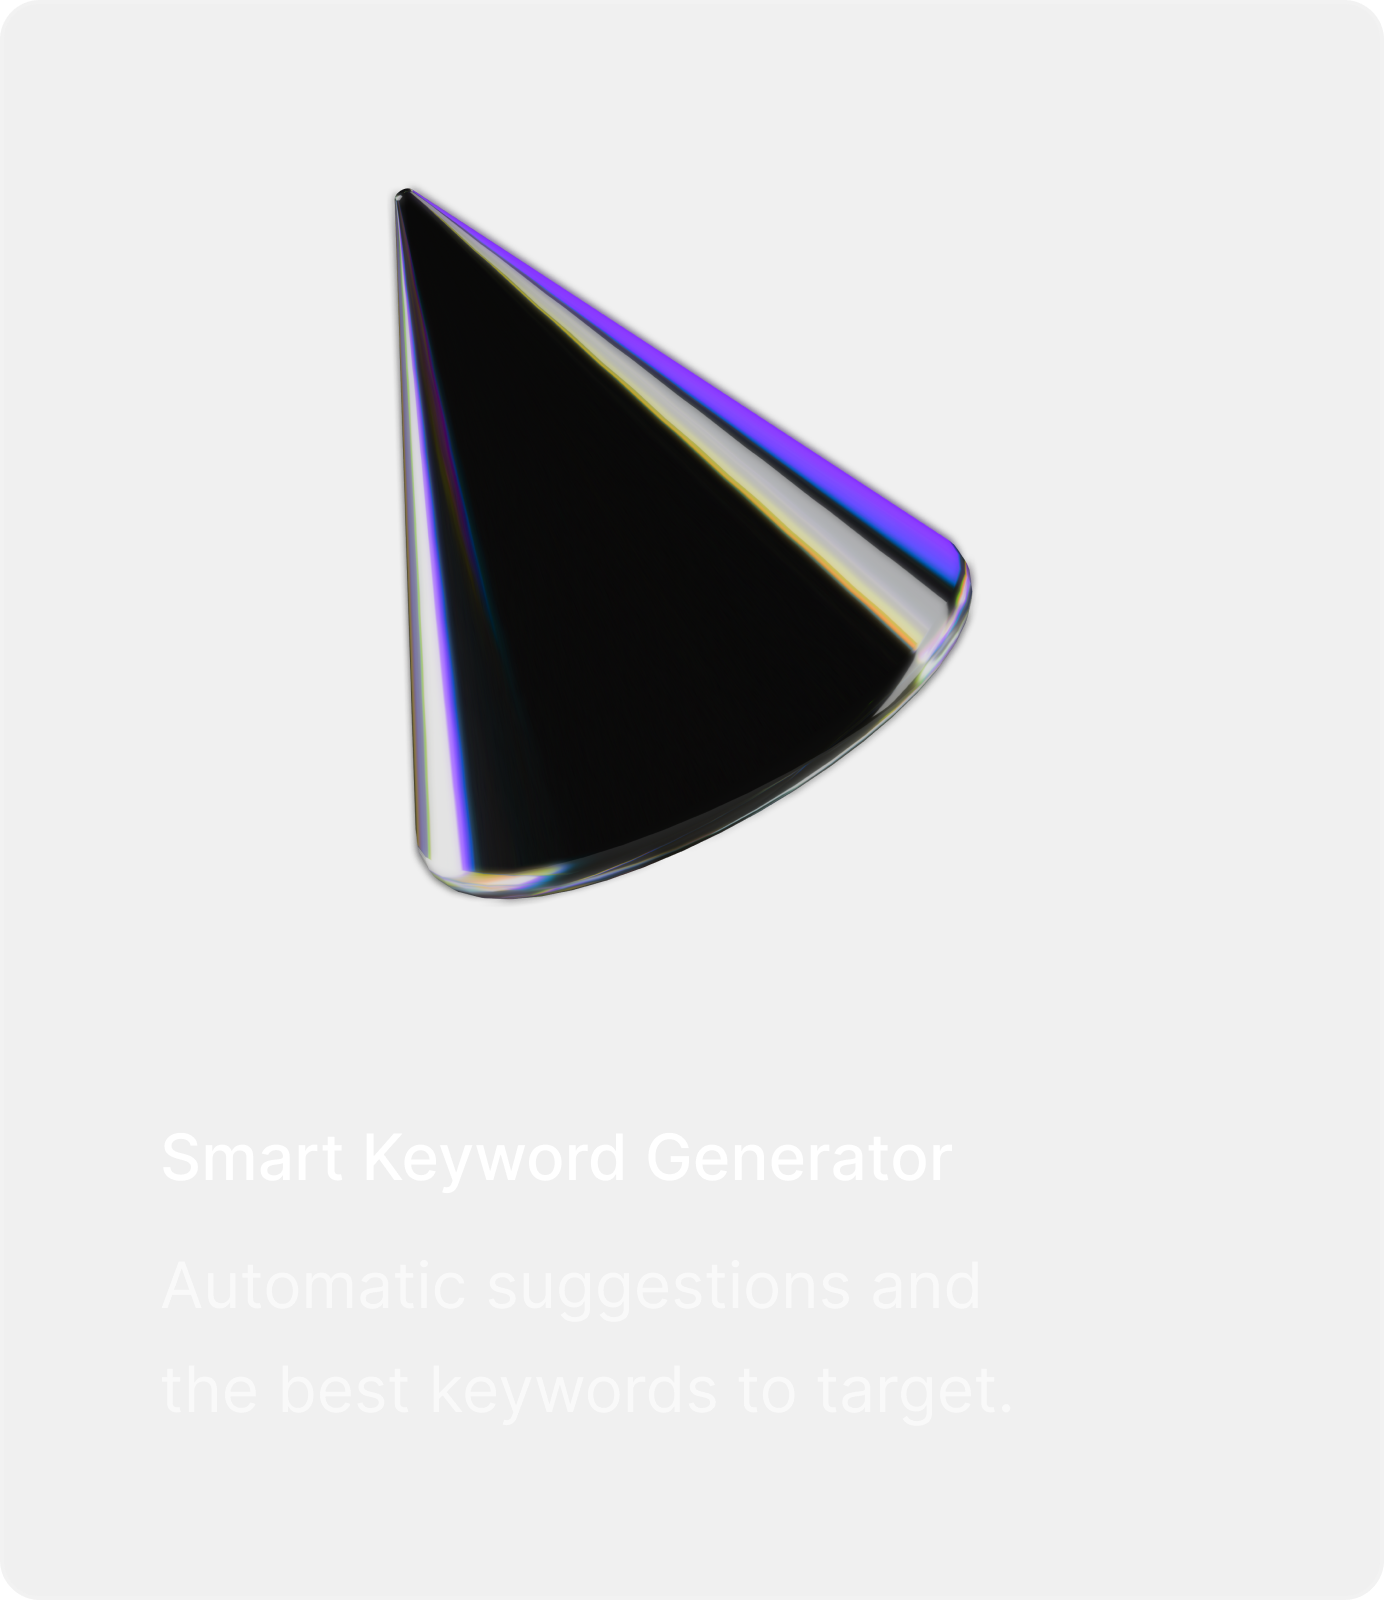 Smart Keyword Generator
Automatic suggestions and
the best keywords to target.